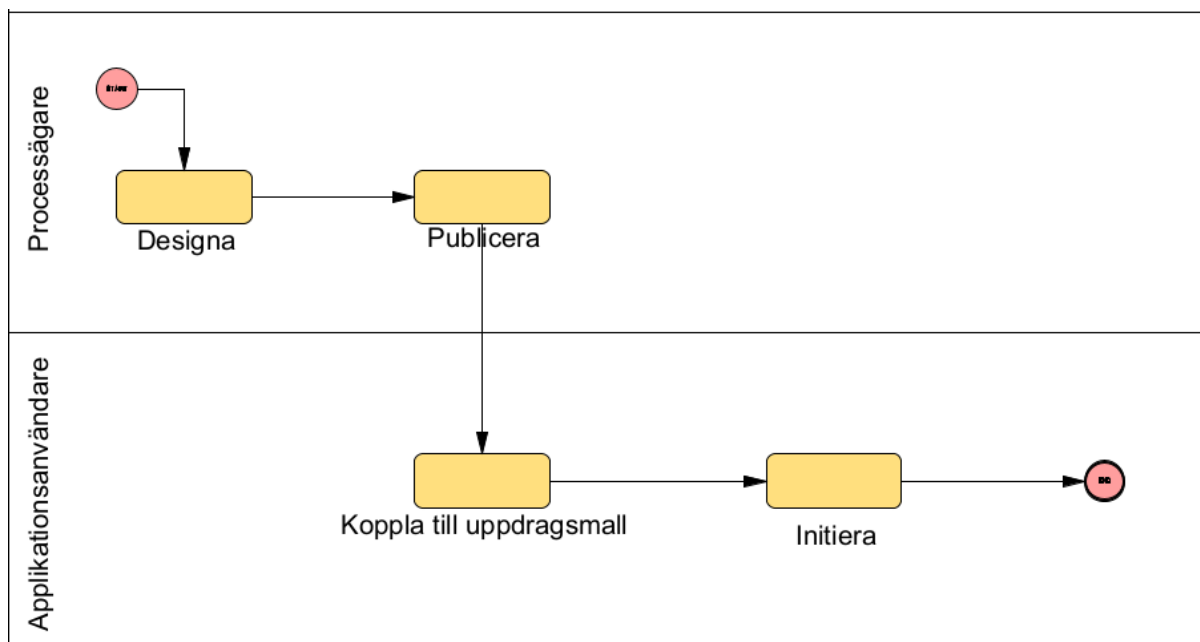 Processägare
Designa
Publicera
Applikationsanvändare
Koppla till uppdragsmall
Initiera